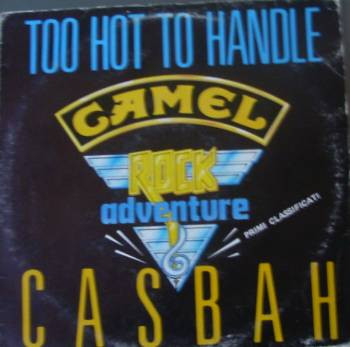 TOO HOT TO HANDLE
CAMEL
ROCK
adventure
PRIMI CLASSIFICATI
CASBAH